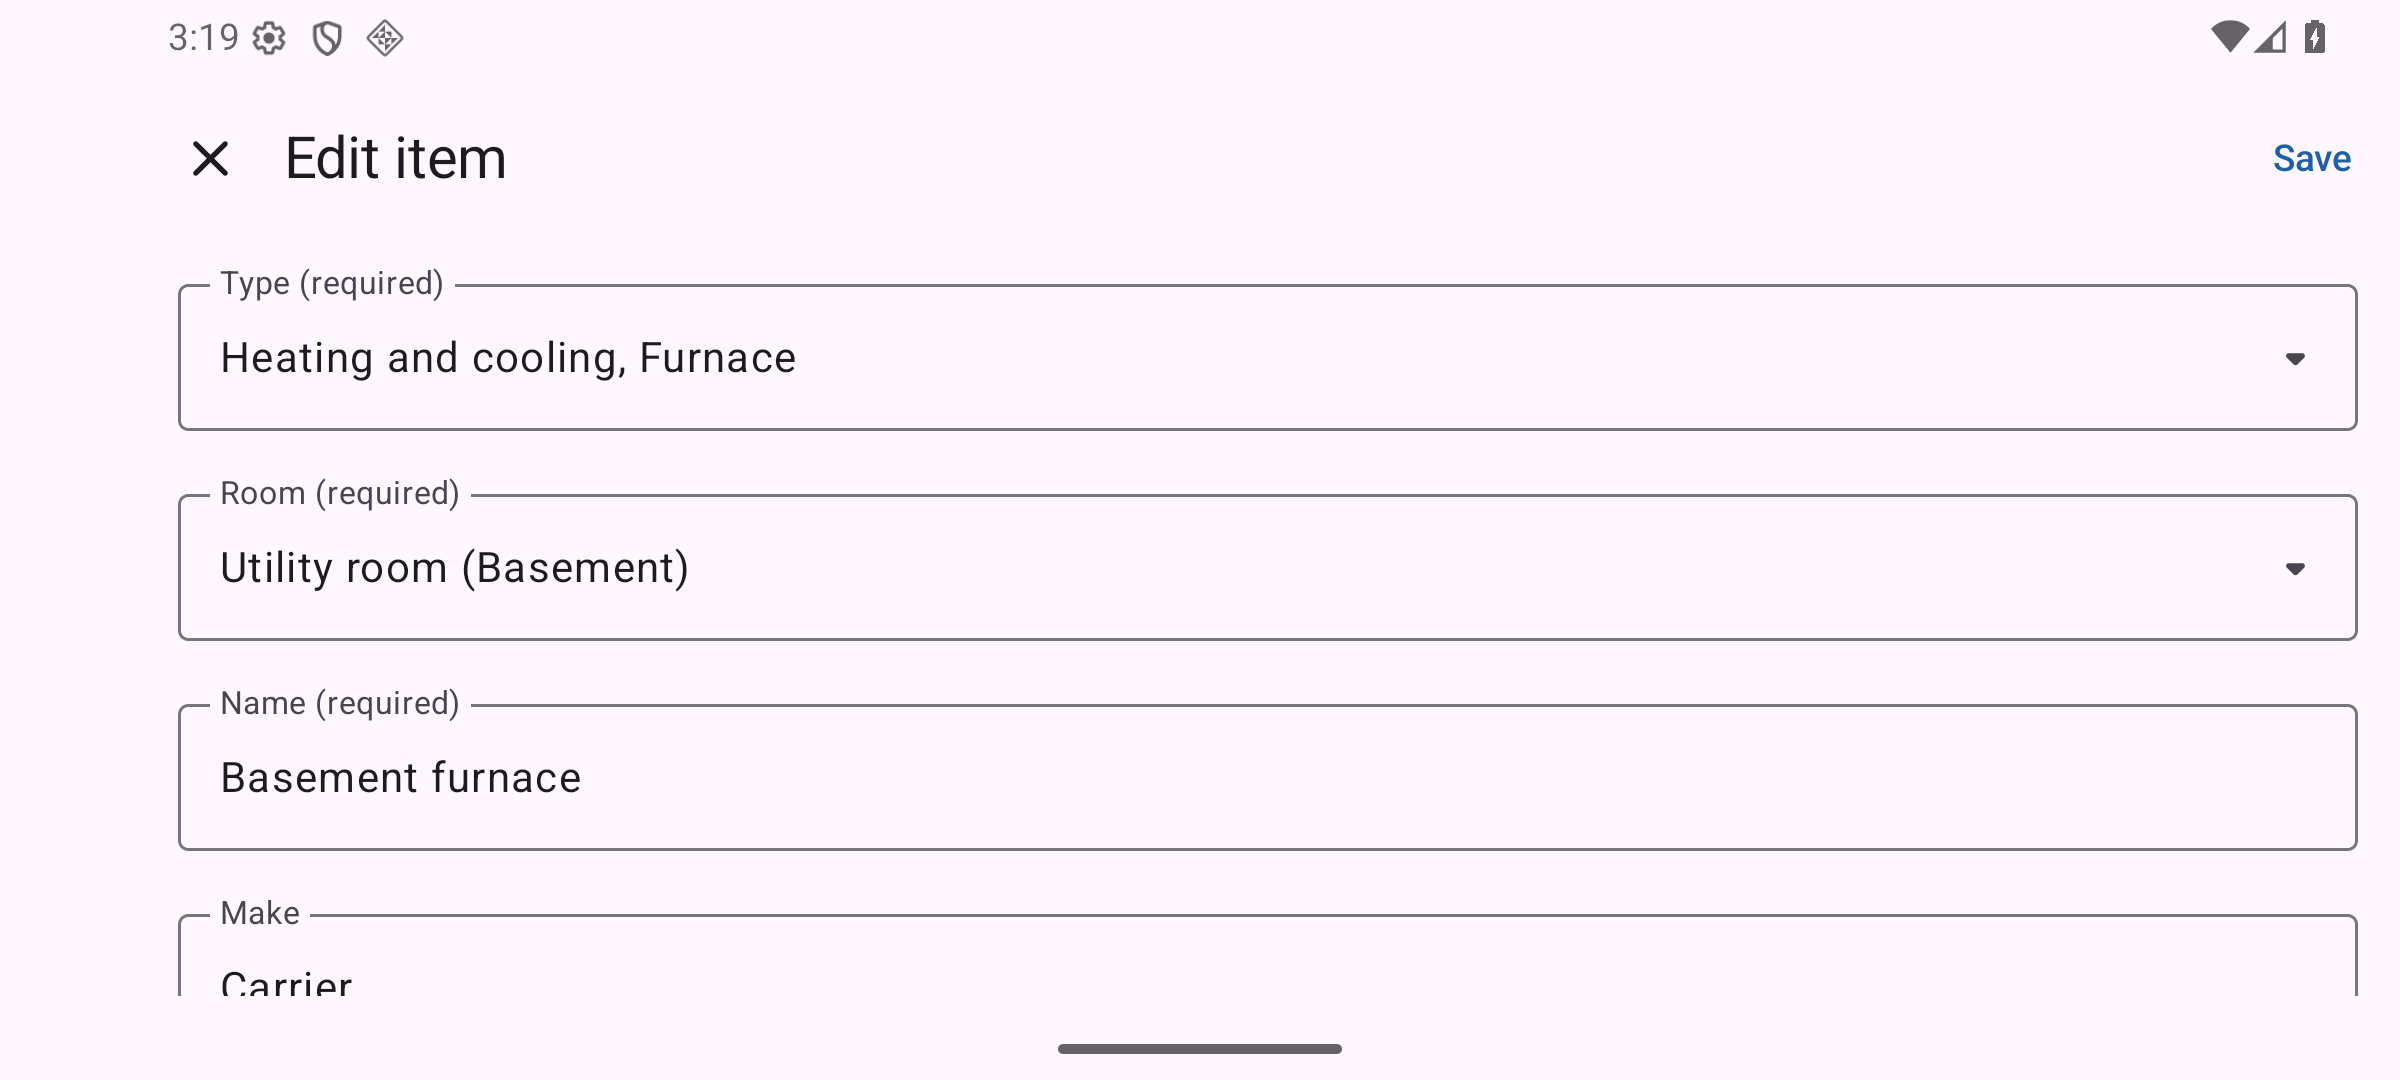 3:19
Edit item
Save
Type (required)
Heating and cooling, Furnace
Room (required)
Utility room (Basement)
Name (required)
Basement furnace
Make
Carrier